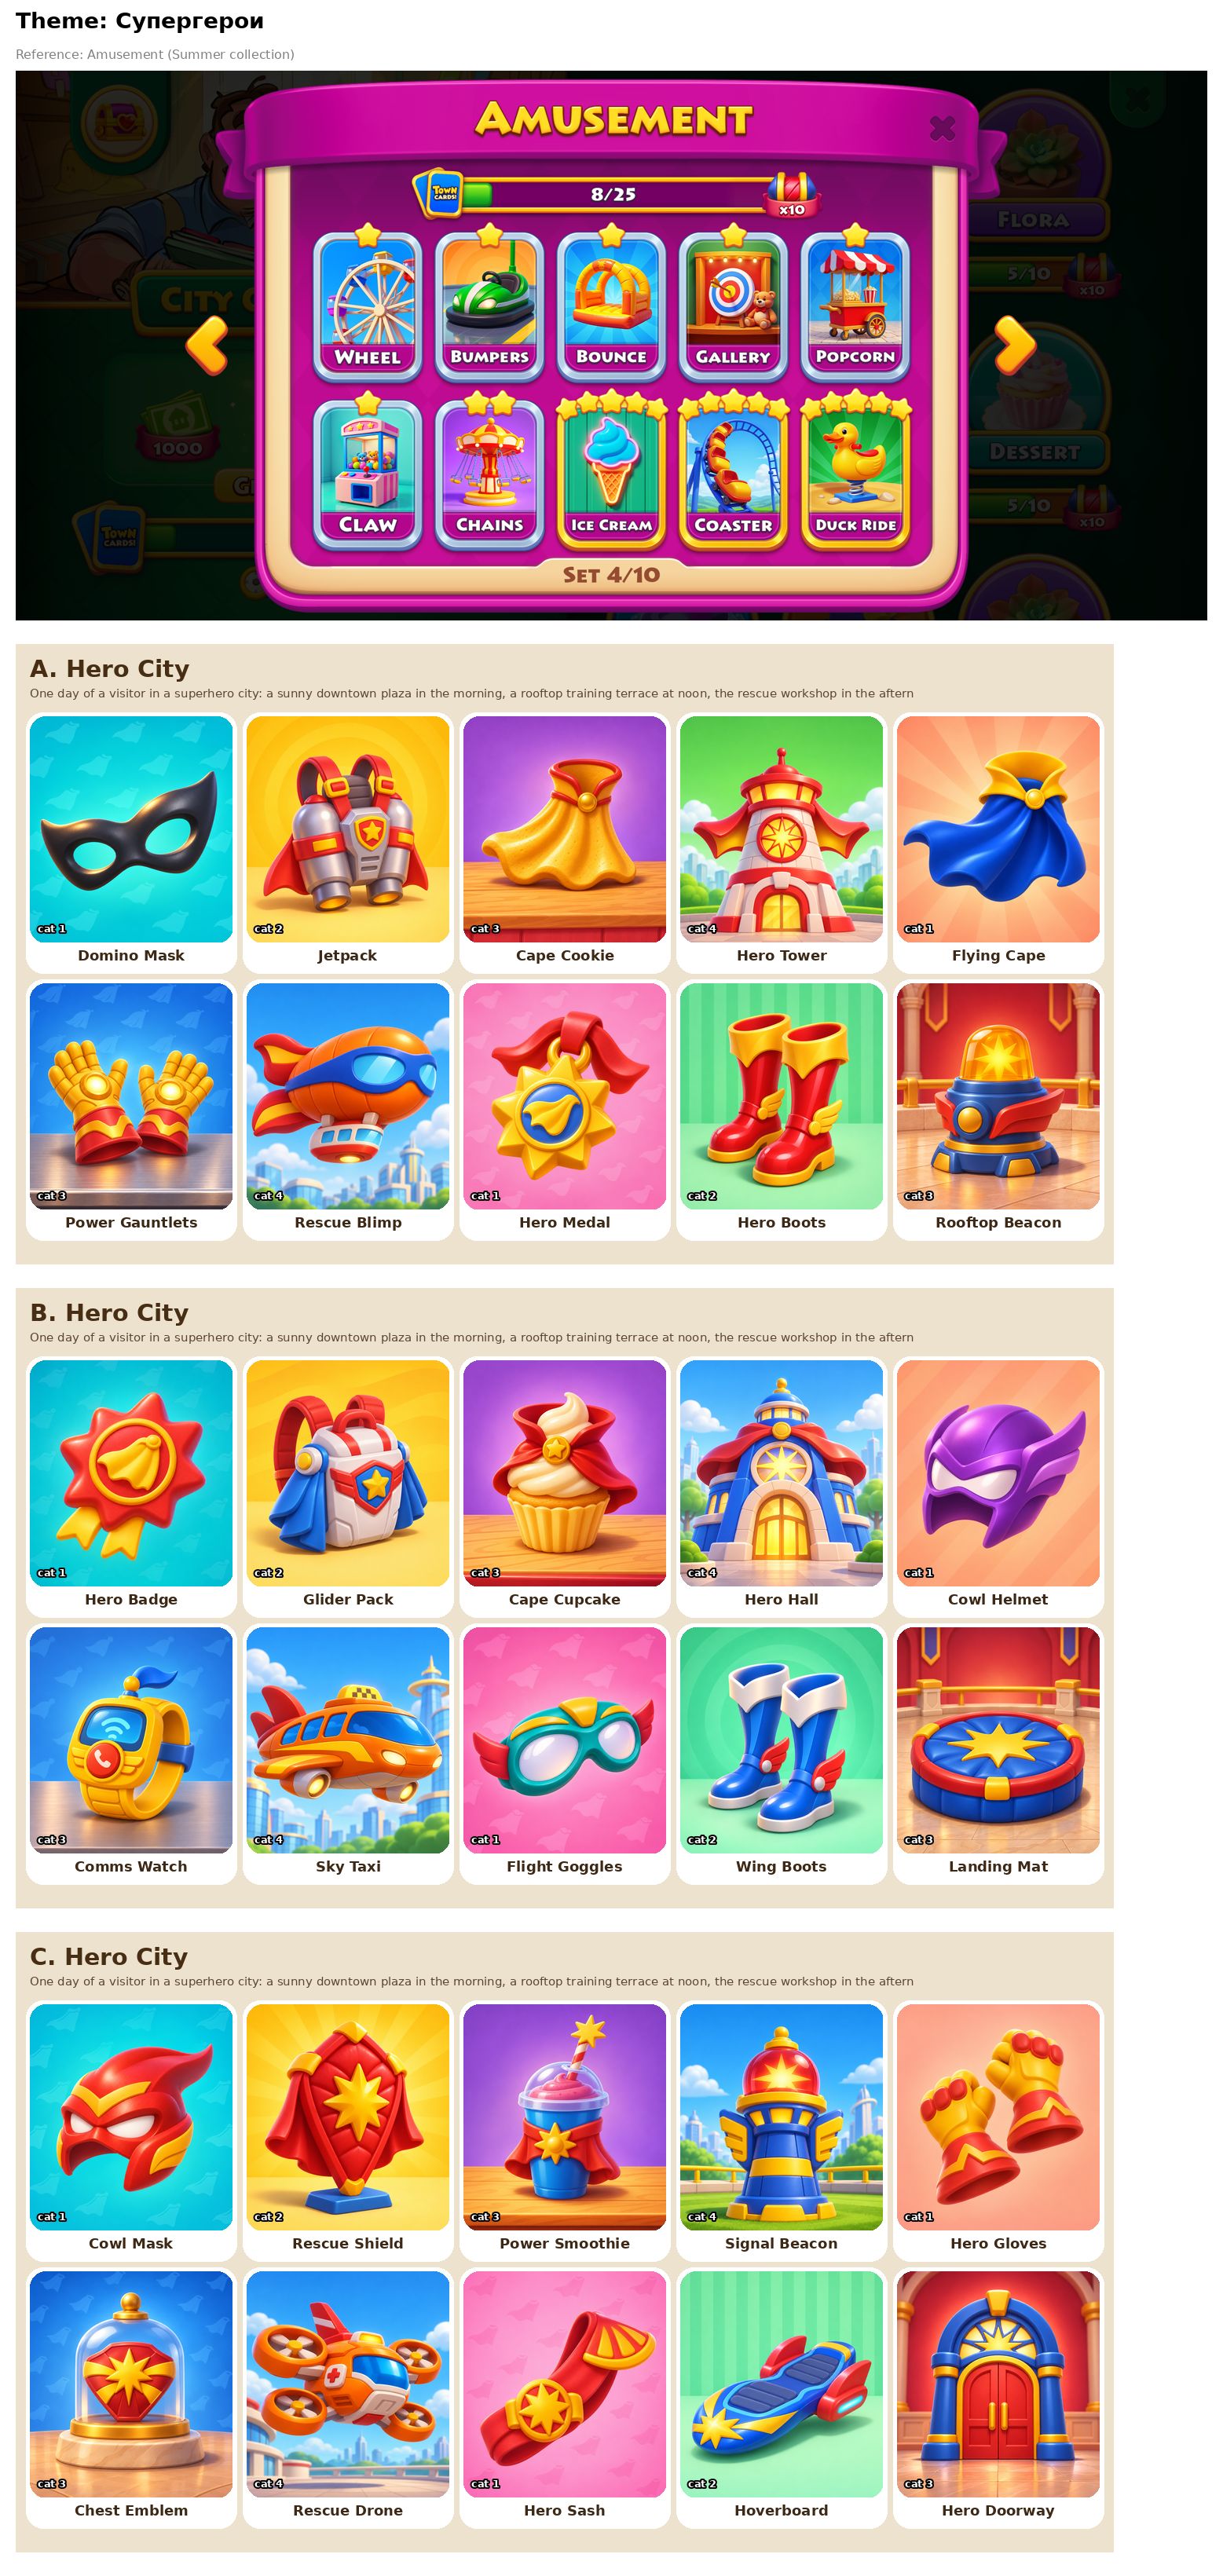 Theme: Супергерои
Reference: Amusement (Summer collection)
AMUSEMENT
TOWN CARDS!
8/25
x10
WHEEL
BUMPERS
BOUNCE
GALLERY
POPCORN
CLAW
CHAINS
ICE CREAM
COASTER
DUCK RIDE
SET 4/10
CITY
1000
TOWN CARDS!
FLORA
5/10
x10
DESSERT
5/10
x10
A. Hero City
One day of a visitor in a superhero city: a sunny downtown plaza in the morning, a rooftop training terrace at noon, the rescue workshop in the aftern
cat 1
cat 2
cat 3
cat 4
cat 1
Domino Mask
Jetpack
Cape Cookie
Hero Tower
Flying Cape
cat 3
cat 4
cat 1
cat 2
cat 3
Power Gauntlets
Rescue Blimp
Hero Medal
Hero Boots
Rooftop Beacon
B. Hero City
One day of a visitor in a superhero city: a sunny downtown plaza in the morning, a rooftop training terrace at noon, the rescue workshop in the aftern
cat 1
cat 2
cat 3
cat 4
cat 1
Hero Badge
Glider Pack
Cape Cupcake
Hero Hall
Cowl Helmet
cat 3
cat 4
cat 1
cat 2
cat 3
Comms Watch
Sky Taxi
Flight Goggles
Wing Boots
Landing Mat
C. Hero City
One day of a visitor in a superhero city: a sunny downtown plaza in the morning, a rooftop training terrace at noon, the rescue workshop in the aftern
cat 1
cat 2
cat 3
cat 4
cat 1
Cowl Mask
Rescue Shield
Power Smoothie
Signal Beacon
Hero Gloves
cat 3
cat 4
cat 1
cat 2
cat 3
Chest Emblem
Rescue Drone
Hero Sash
Hoverboard
Hero Doorway